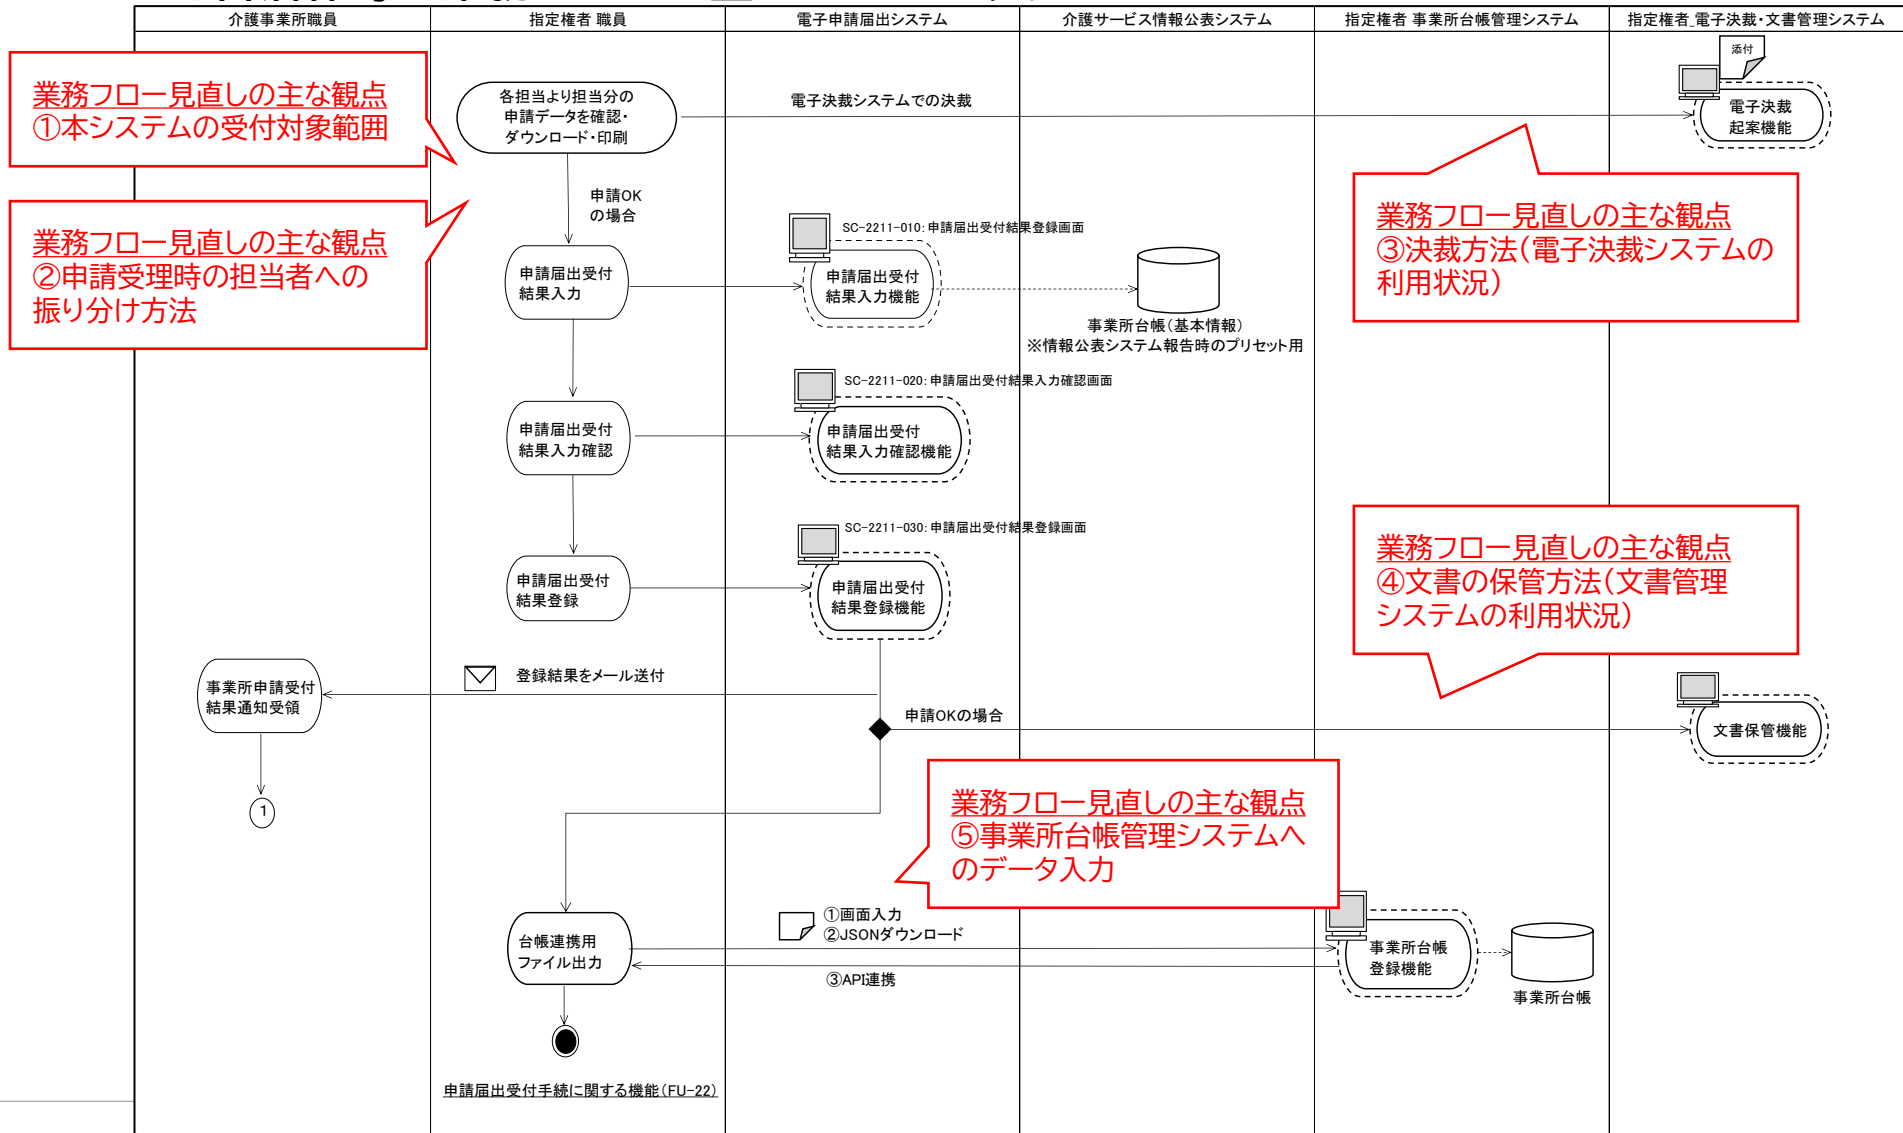 介護事業所職員
指定権者 職員
電子申請届出システム
介護サービス情報公表システム
指定権者 事業所台帳管理システム
指定権者_電子決裁・文書管理システム
業務フロー見直しの主な観点
①本システムの受付対象範囲
各担当より担当分の
申請データを確認・
ダウンロード・印刷
電子決裁システムでの決裁
添付
電子決裁
起案機能
申請OK
の場合
業務フロー見直しの主な観点
②申請受理時の担当者への
振り分け方法
業務フロー見直しの主な観点
③決裁方法（電子決裁システムの
利用状況）
SC-2211-010：申請届出受付結果登録画面
申請届出受付
結果入力
申請届出受付
結果入力機能
事業所台帳（基本情報）
※情報公表システム報告時のプリセット用
SC-2211-020：申請届出受付結果入力確認画面
申請届出受付
結果入力確認
申請届出受付
結果入力確認機能
SC-2211-030：申請届出受付結果登録画面
申請届出受付
結果登録
申請届出受付
結果登録機能
業務フロー見直しの主な観点
④文書の保管方法（文書管理
システムの利用状況）
事業所申請受付
結果通知受領
登録結果をメール送付
申請OKの場合
文書保管機能
1
業務フロー見直しの主な観点
⑤事業所台帳管理システムへ
のデータ入力
台帳連携用
ファイル出力
①画面入力
②JSONダウンロード
③API連携
事業所台帳
登録機能
事業所台帳
申請届出受付手続に関する機能（FU-22）